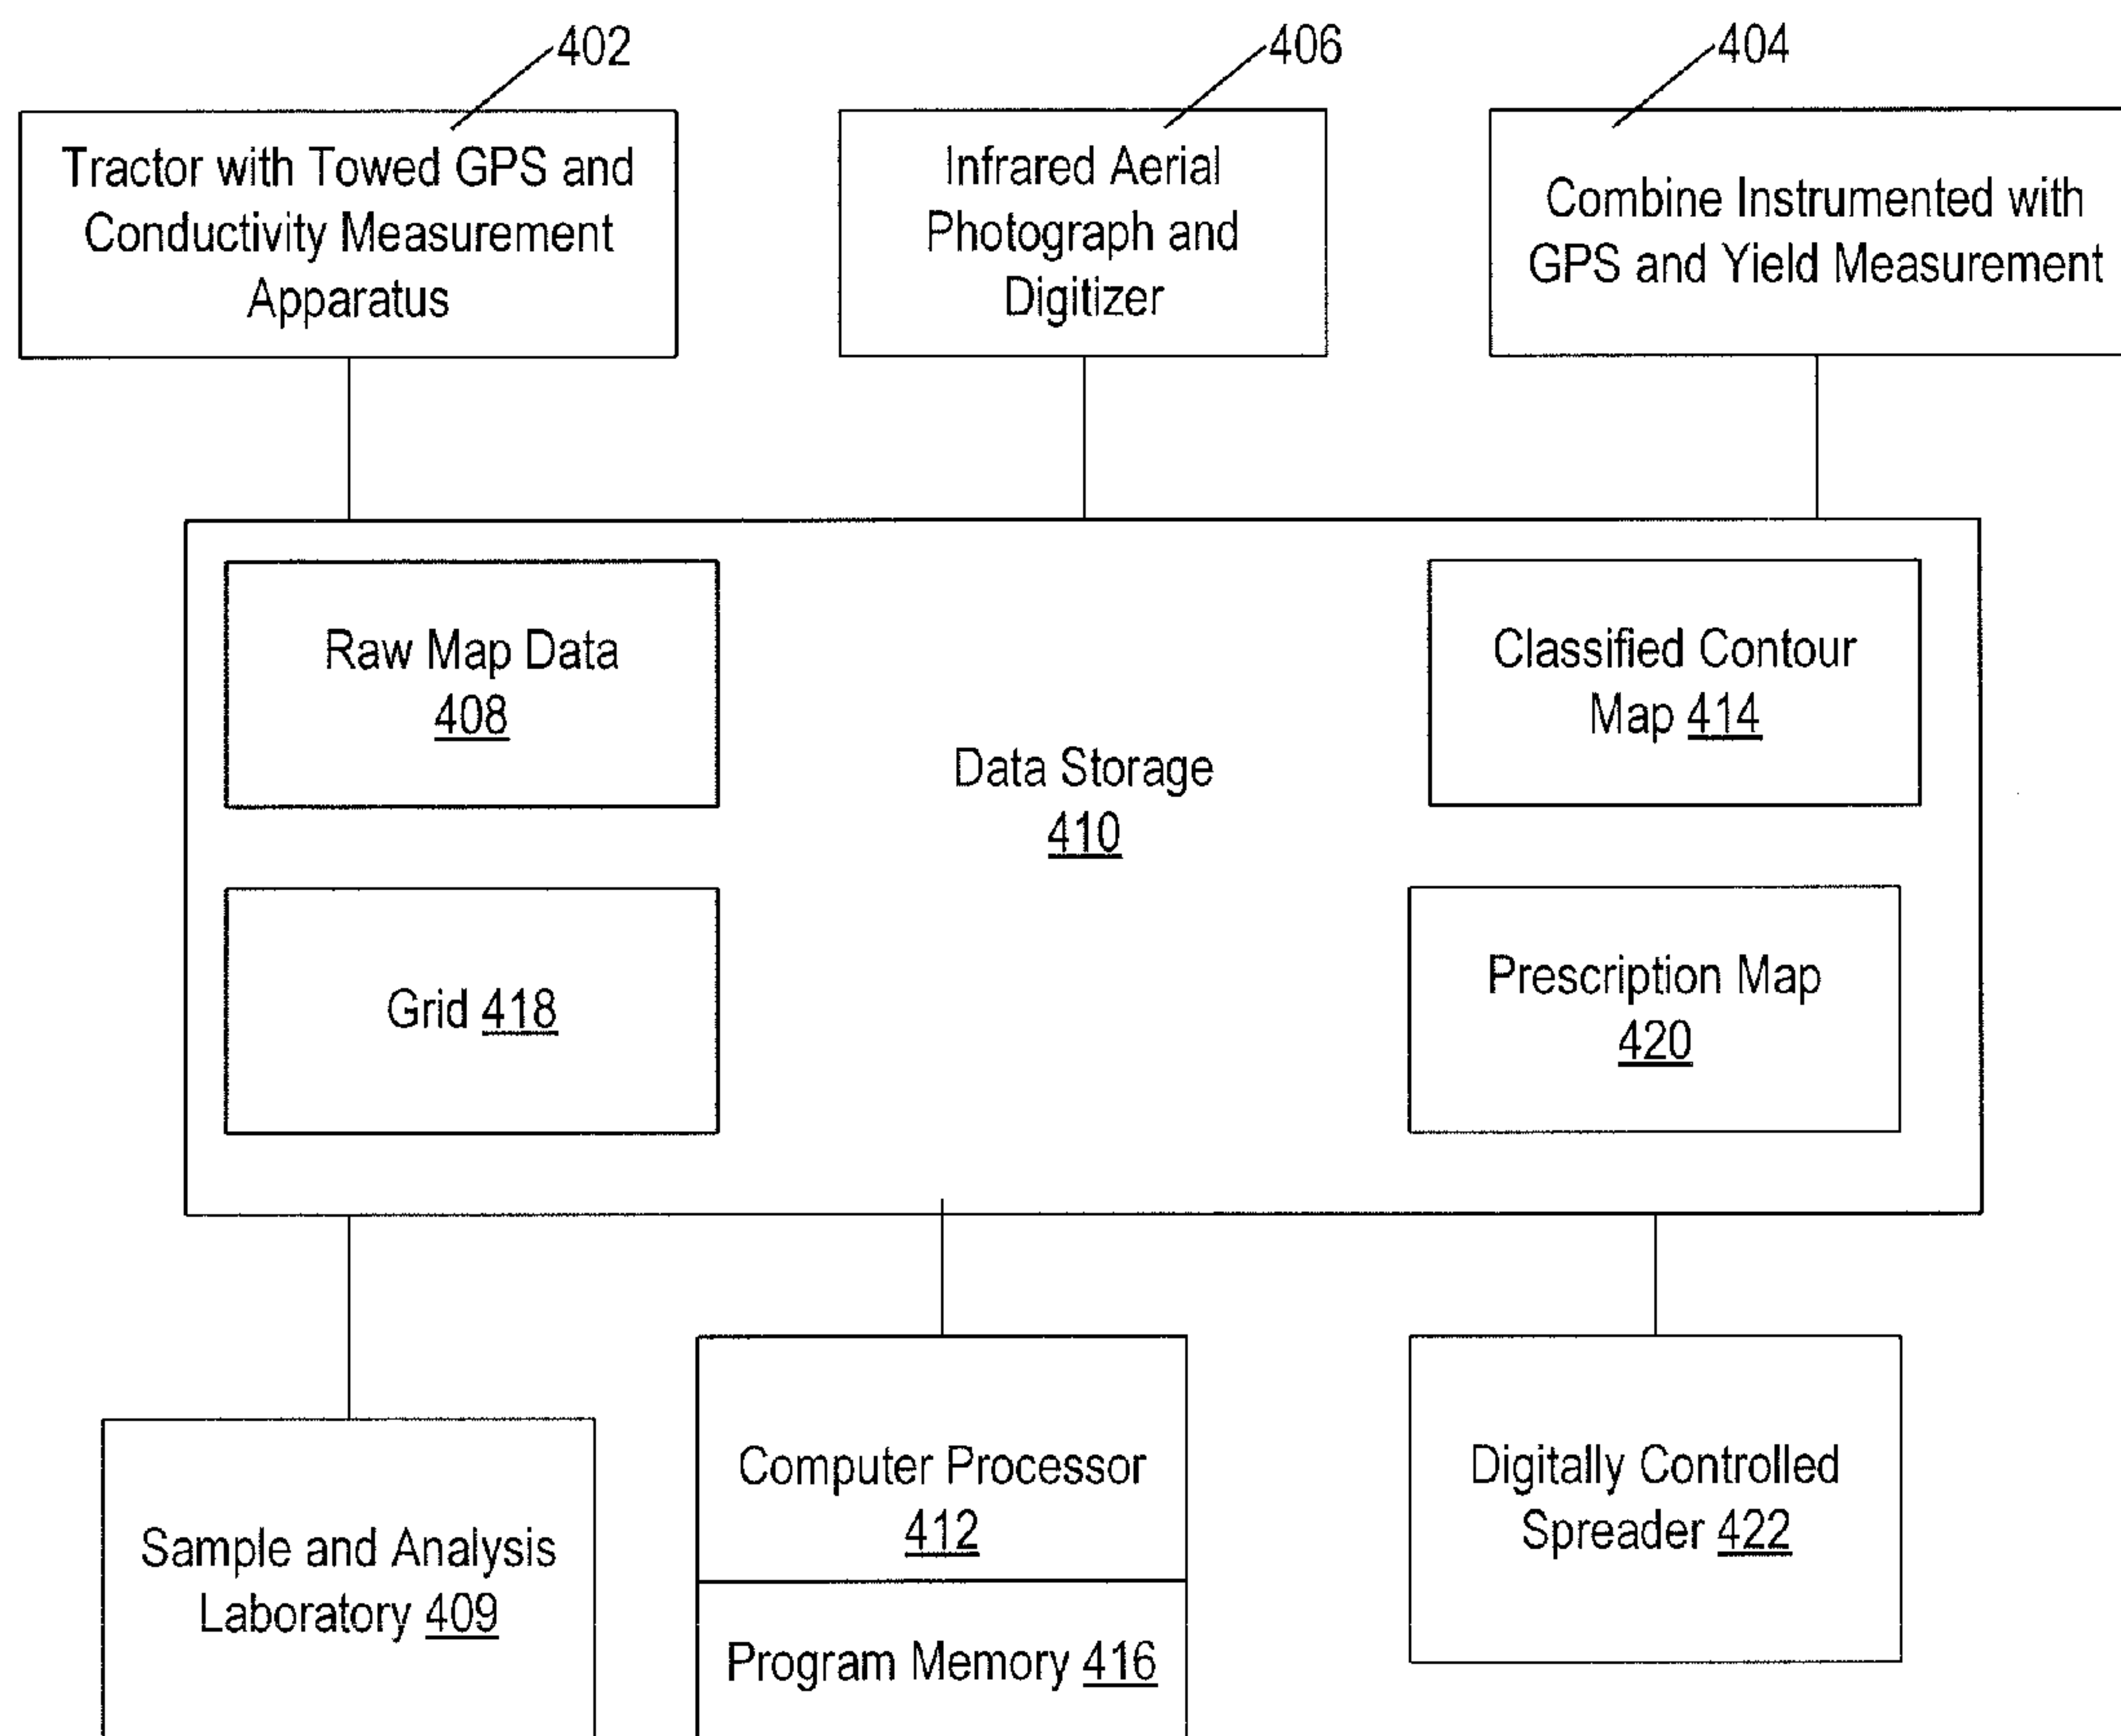 402
406
404
Tractor with Towed GPS and
Conductivity Measurement
Apparatus
Infrared Aerial
Photograph and
Digitizer
Combine Instrumented with
GPS and Yield Measurement
Raw Map Data
408
Data Storage
410
Classified Contour
Map 414
Grid 418
Prescription Map
420
Sample and Analysis
Laboratory 409
Computer Processor
412
Program Memory 416
Digitally Controlled
Spreader 422